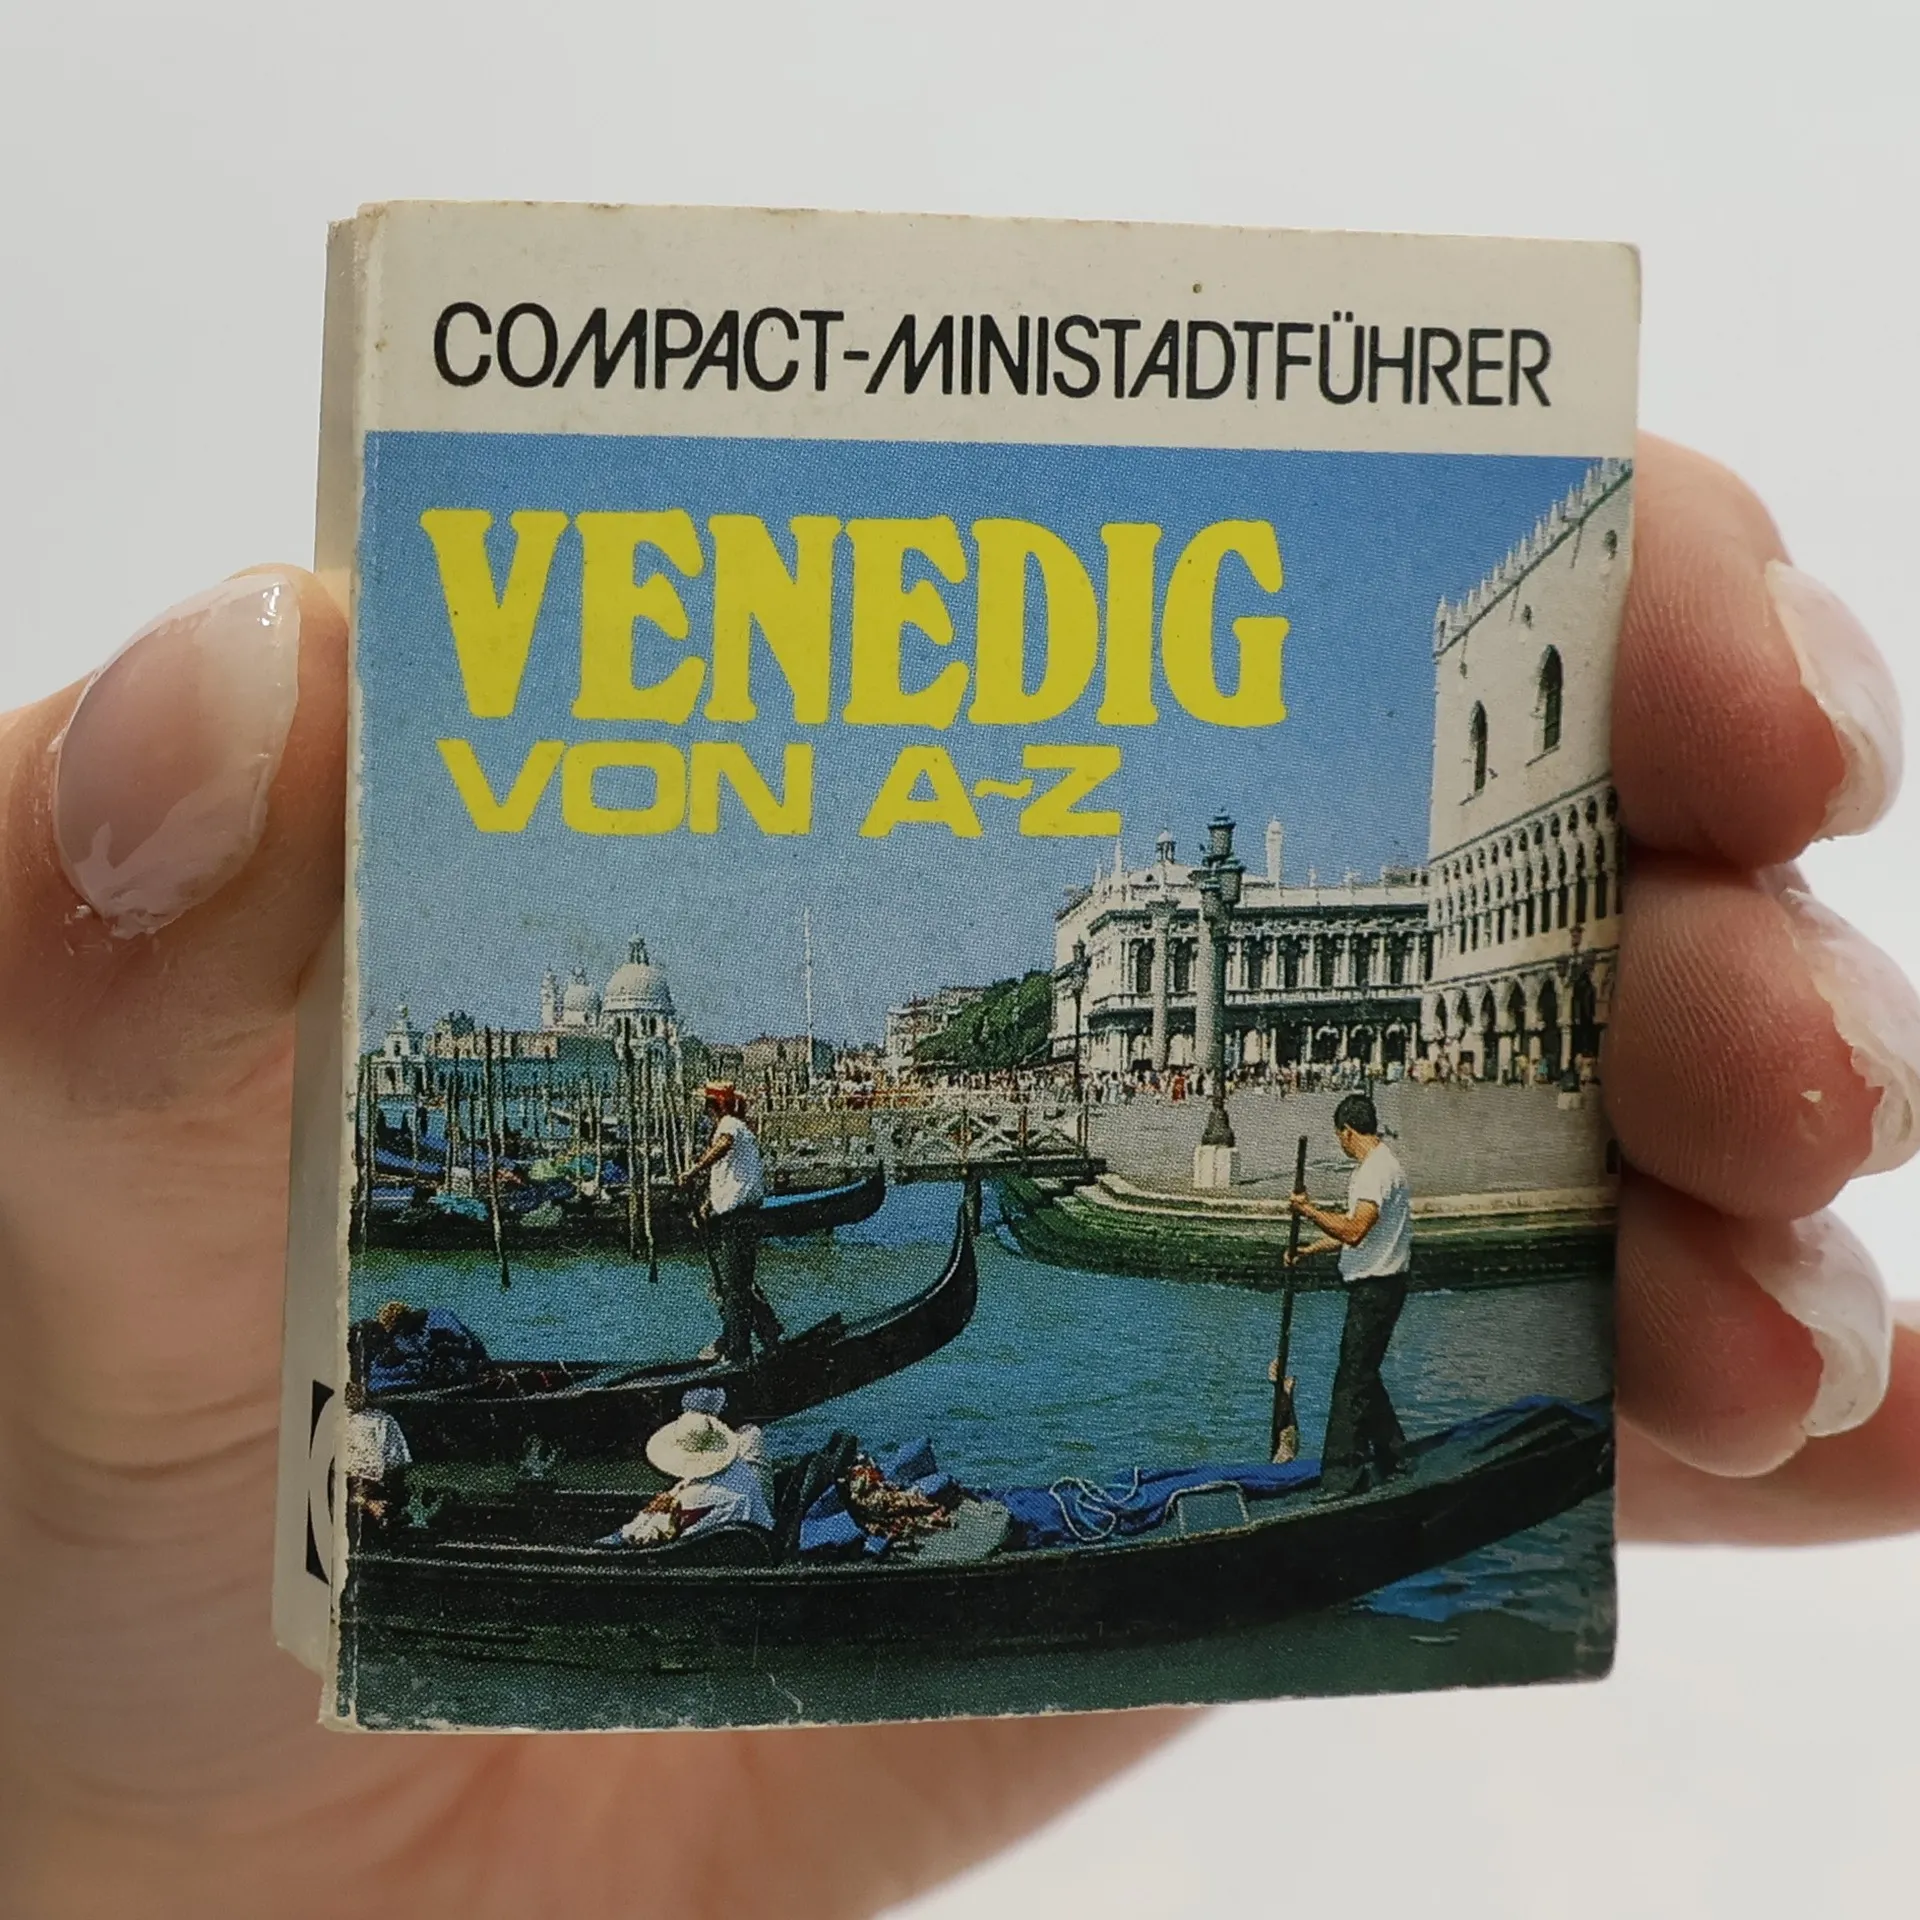 COMPACT-MINISTADTFÜHRER
VENEDIG
VON A-Z